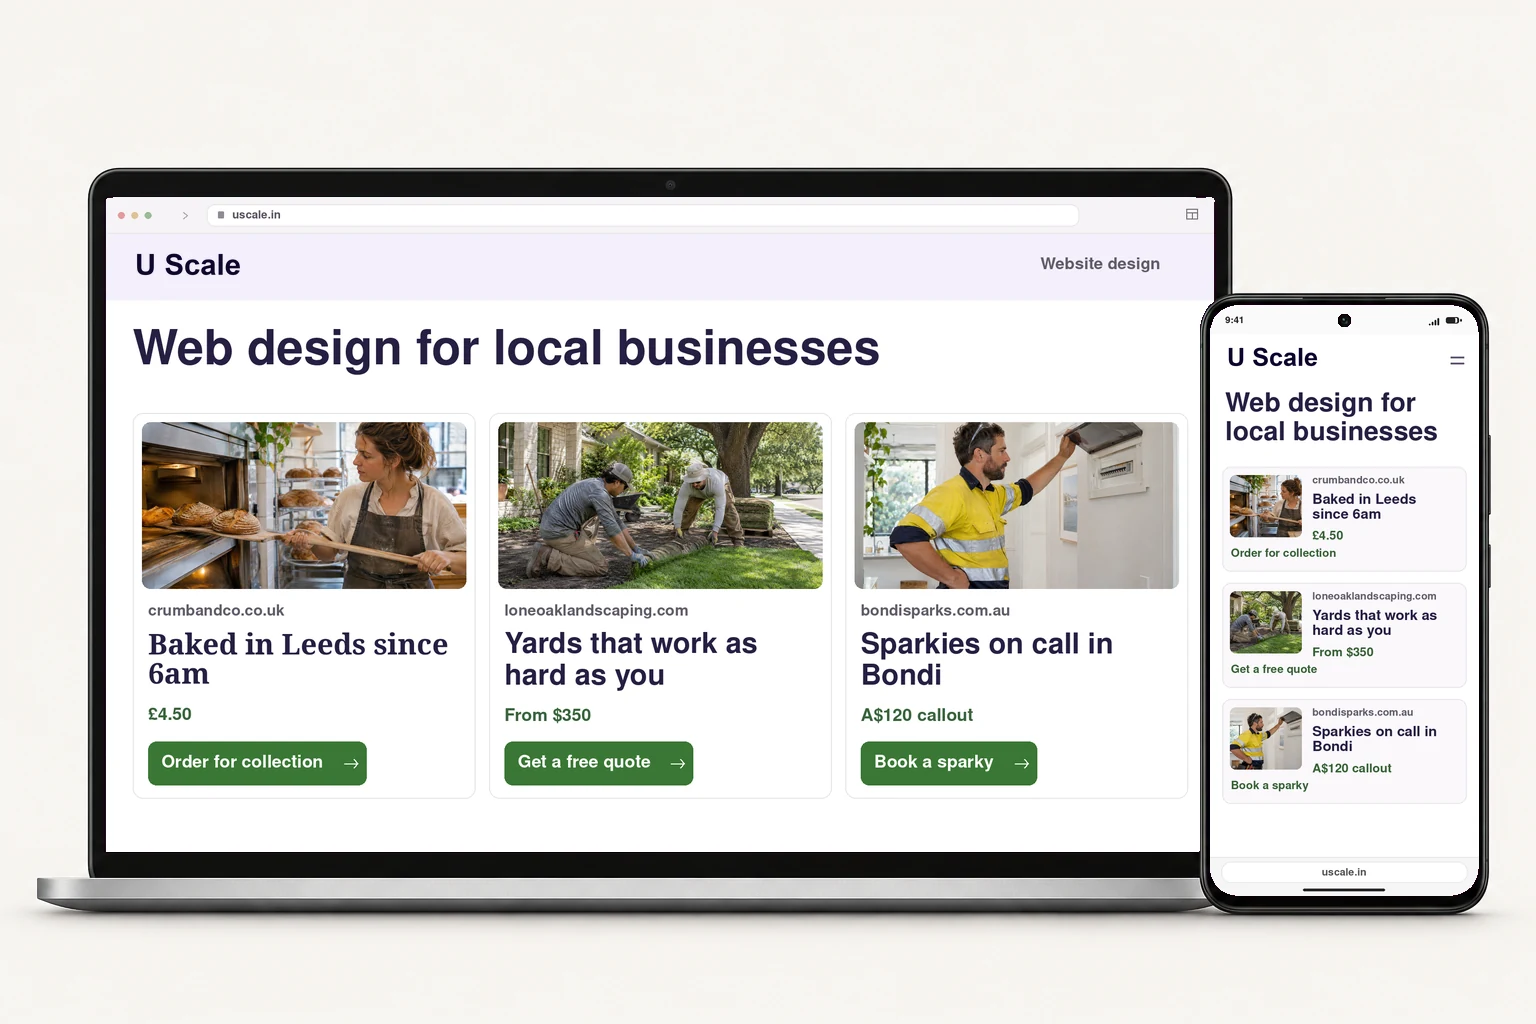 uscale.in
U Scale
Website design
Web design for local businesses
crumbandco.co.uk
Baked in Leeds since
6am
£4.50
Order for collection →
loneoaklandscaping.com
Yards that work as
hard as you
From $350
Get a free quote →
bondisparks.com.au
Sparkies on call in
Bondi
A$120 callout
Book a sparky →
9:41
U Scale
Web design for
local businesses
crumbandco.co.uk
Baked in Leeds
since 6am
£4.50
Order for collection
loneoaklandscaping.com
Yards that work as
hard as you
From $350
Get a free quote
bondisparks.com.au
Sparkies on call in
Bondi
A$120 callout
Book a sparky
uscale.in